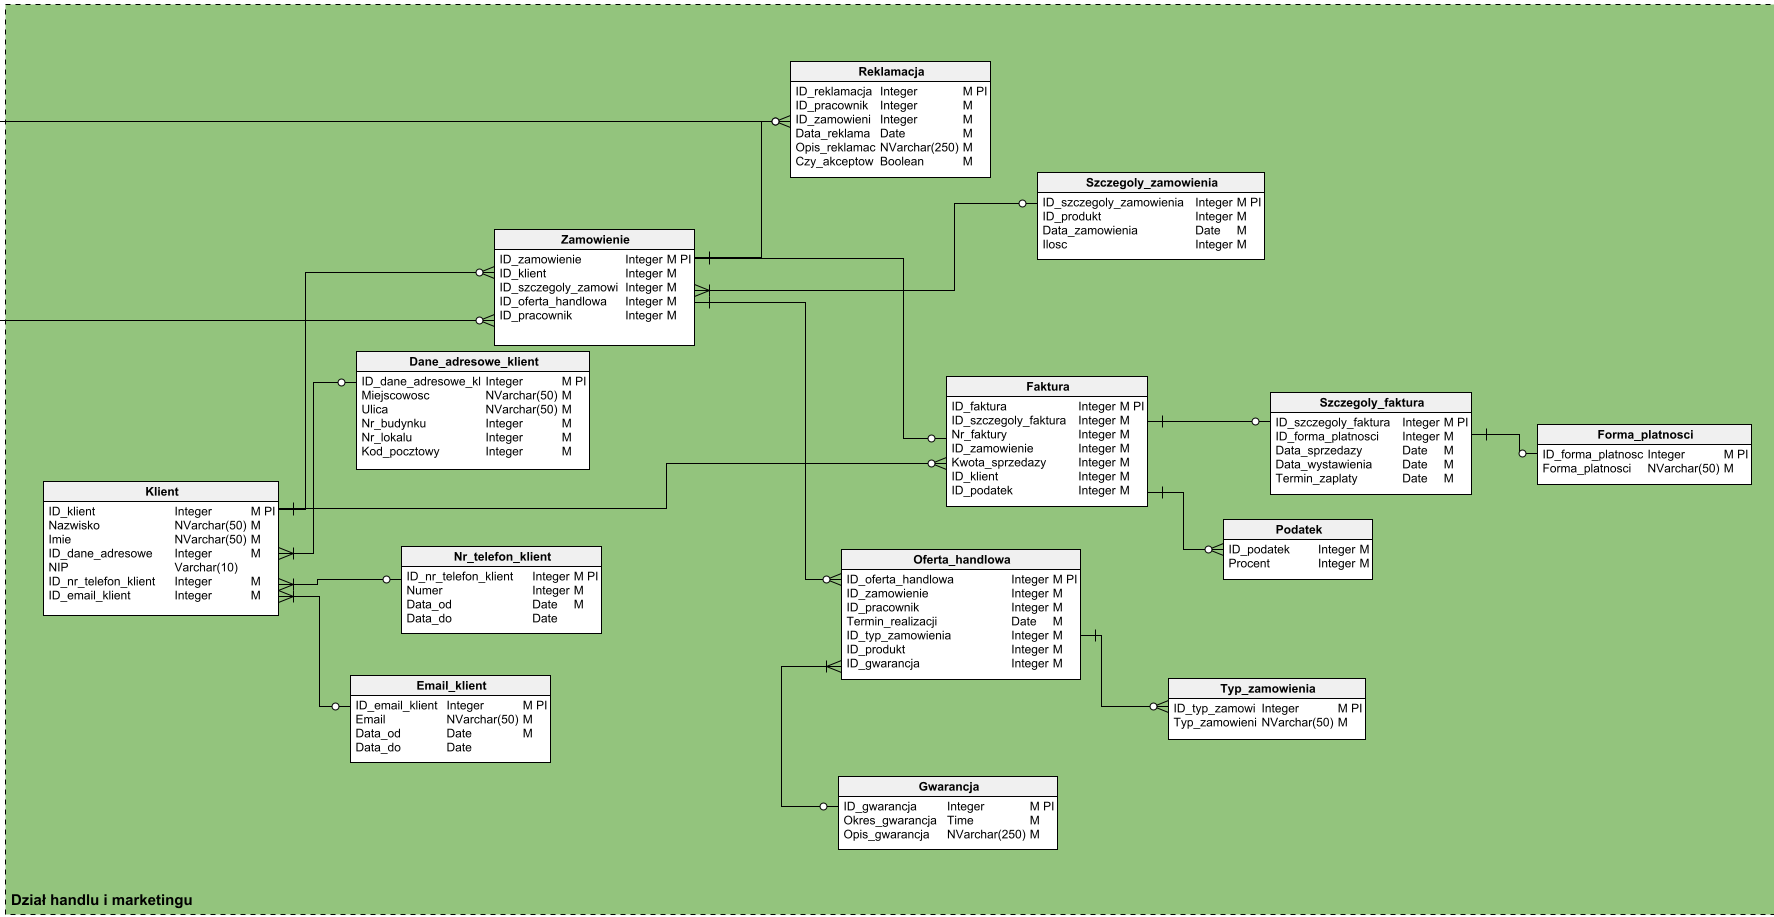 Reklamacja
ID_reklamacja Integer M PI
ID_pracownik Integer M
ID_zamowieni Integer M
Data_reklama Date M
Opis_reklamac NVarchar(250) M
Czy_akceptow Boolean M
Szczegoly_zamowienia
ID_szczegoly_zamowienia Integer M PI
ID_produkt Integer M
Data_zamowienia Date M
Ilosc Integer M
Zamowienie
ID_zamowienie Integer M PI
ID_klient Integer M
ID_szczegoly_zamowi Integer M
ID_oferta_handlowa Integer M
ID_pracownik Integer M
Dane_adresowe_klient
ID_dane_adresowe_kl Integer M PI
Miejscowosc NVarchar(50) M
Ulica NVarchar(50) M
Nr_budynku Integer M
Nr_lokalu Integer M
Kod_pocztowy Integer M
Faktura
ID_faktura Integer M PI
ID_szczegoly_faktura Integer M
Nr_faktury Integer M
ID_zamowienie Integer M
Kwota_sprzedazy Integer M
ID_klient Integer M
ID_podatek Integer M
Szczegoly_faktura
ID_szczegoly_faktura Integer M PI
ID_forma_platnosci Integer M
Data_sprzedazy Date M
Data_wystawienia Date M
Termin_zaplaty Date M
Forma_platnosci
ID_forma_platnosc Integer M PI
Forma_platnosci NVarchar(50) M
Klient
ID_klient Integer M PI
Nazwisko NVarchar(50) M
Imie NVarchar(50) M
ID_dane_adresowe Integer M
NIP Varchar(10)
ID_nr_telefon_klient Integer M
ID_email_klient Integer M
Nr_telefon_klient
ID_nr_telefon_klient Integer M PI
Numer Integer M
Data_od Date M
Data_do Date
Podatek
ID_podatek Integer M
Procent Integer M
Oferta_handlowa
ID_oferta_handlowa Integer M PI
ID_zamowienie Integer M
ID_pracownik Integer M
Termin_realizacji Date M
ID_typ_zamowienia Integer M
ID_produkt Integer M
ID_gwarancja Integer M
Email_klient
ID_email_klient Integer M PI
Email NVarchar(50) M
Data_od Date M
Data_do Date
Typ_zamowienia
ID_typ_zamowi Integer M PI
Typ_zamowieni NVarchar(50) M
Gwarancja
ID_gwarancja Integer M PI
Okres_gwarancja Time M
Opis_gwarancja NVarchar(250) M
Dział handlu i marketingu